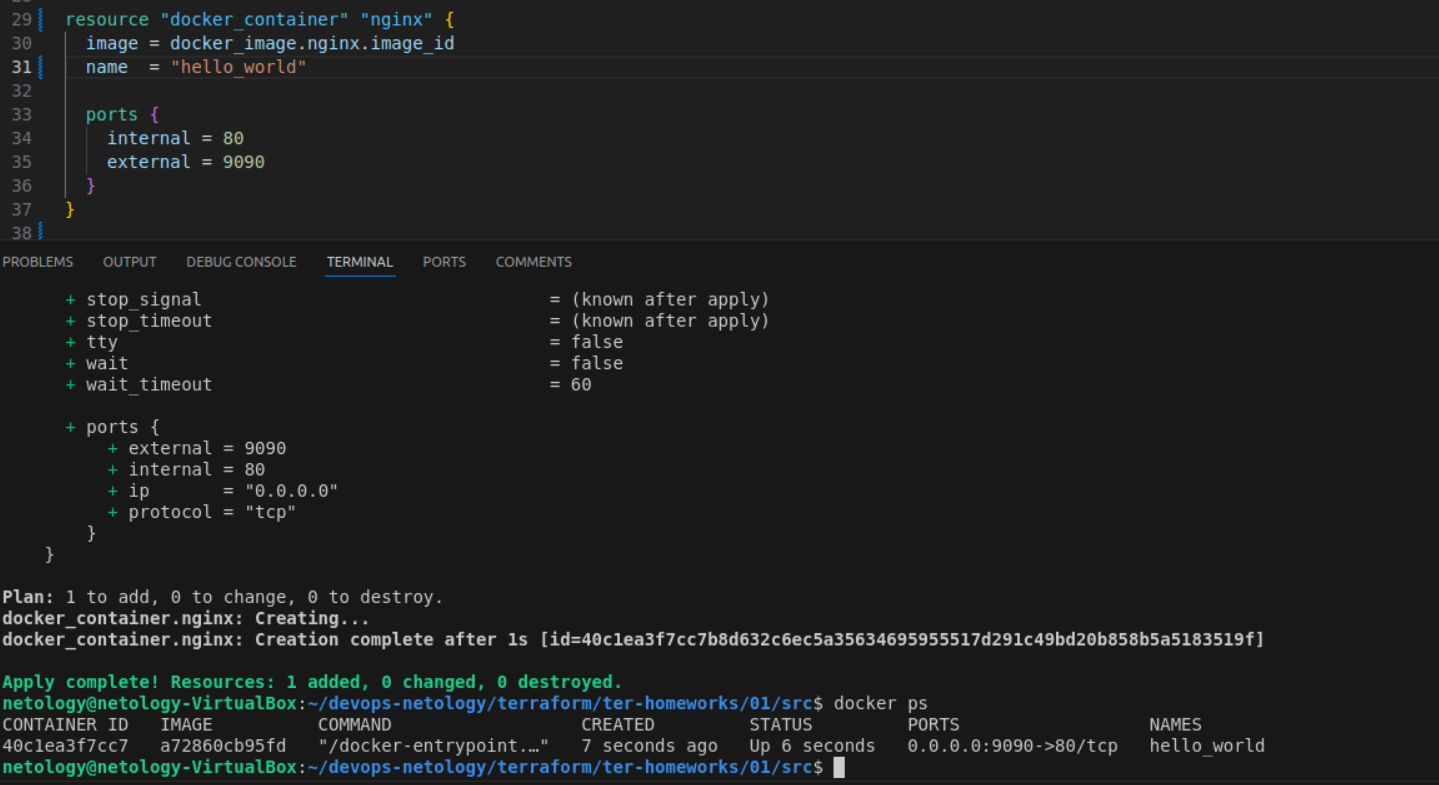 29 resource "docker_container" "nginx" {
30   image = docker_image.nginx.image_id
31   name  = "hello_world"
32
33   ports {
34     internal = 80
35     external = 9090
36   }
37 }
38
PROBLEMS OUTPUT DEBUG CONSOLE TERMINAL PORTS COMMENTS
+ stop_signal = (known after apply)
+ stop_timeout = (known after apply)
+ tty = false
+ wait = false
+ wait_timeout = 60
+ ports {
+ external = 9090
+ internal = 80
+ ip       = "0.0.0.0"
+ protocol = "tcp"
}
}
Plan: 1 to add, 0 to change, 0 to destroy.
docker_container.nginx: Creating...
docker_container.nginx: Creation complete after 1s [id=40c1ea3f7cc7b8d632c6ec5a35634695955517d291c49bd20b858b5a5183519f]
Apply complete! Resources: 1 added, 0 changed, 0 destroyed.
netology@netology-VirtualBox:~/devops-netology/terraform/ter-homeworks/01/src$ docker ps
CONTAINER ID   IMAGE          COMMAND                  CREATED         STATUS         PORTS                  NAMES
40c1ea3f7cc7   a72860cb95fd   "/docker-entrypoint.…"   7 seconds ago   Up 6 seconds   0.0.0.0:9090->80/tcp   hello_world
netology@netology-VirtualBox:~/devops-netology/terraform/ter-homeworks/01/src$